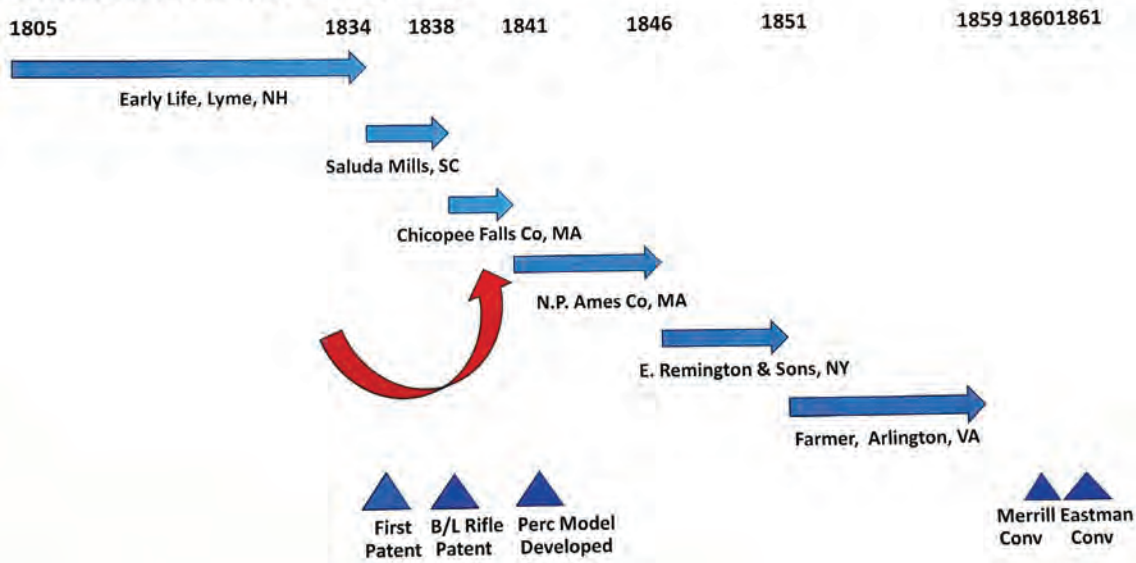 1805 1834 1838 1841 1846 1851 1859 1860 1861
Early Life, Lyme, NH
Saluda Mills, SC
Chicopee Falls Co, MA
N.P. Ames Co, MA
E. Remington & Sons, NY
Farmer, Arlington, VA
First B/L Rifle Perc Model Merrill Eastman
Patent Patent Developed Conv Conv